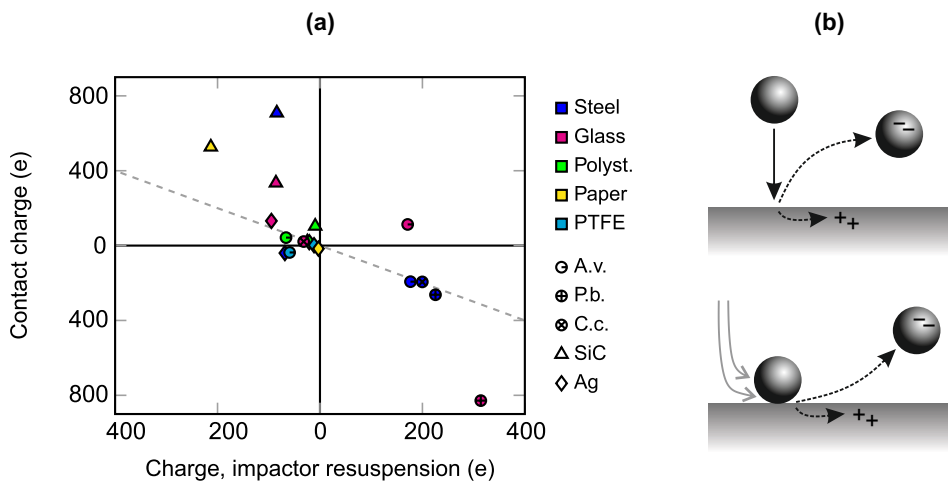 (a)
(b)
800
400
0
400
800
400
200
0
200
400
Contact charge (e)
Charge, impactor resuspension (e)
Steel
Glass
Polyst.
Paper
PTFE
A.v.
P.b.
C.c.
SiC
Ag
− −
+ +
− −
+ +